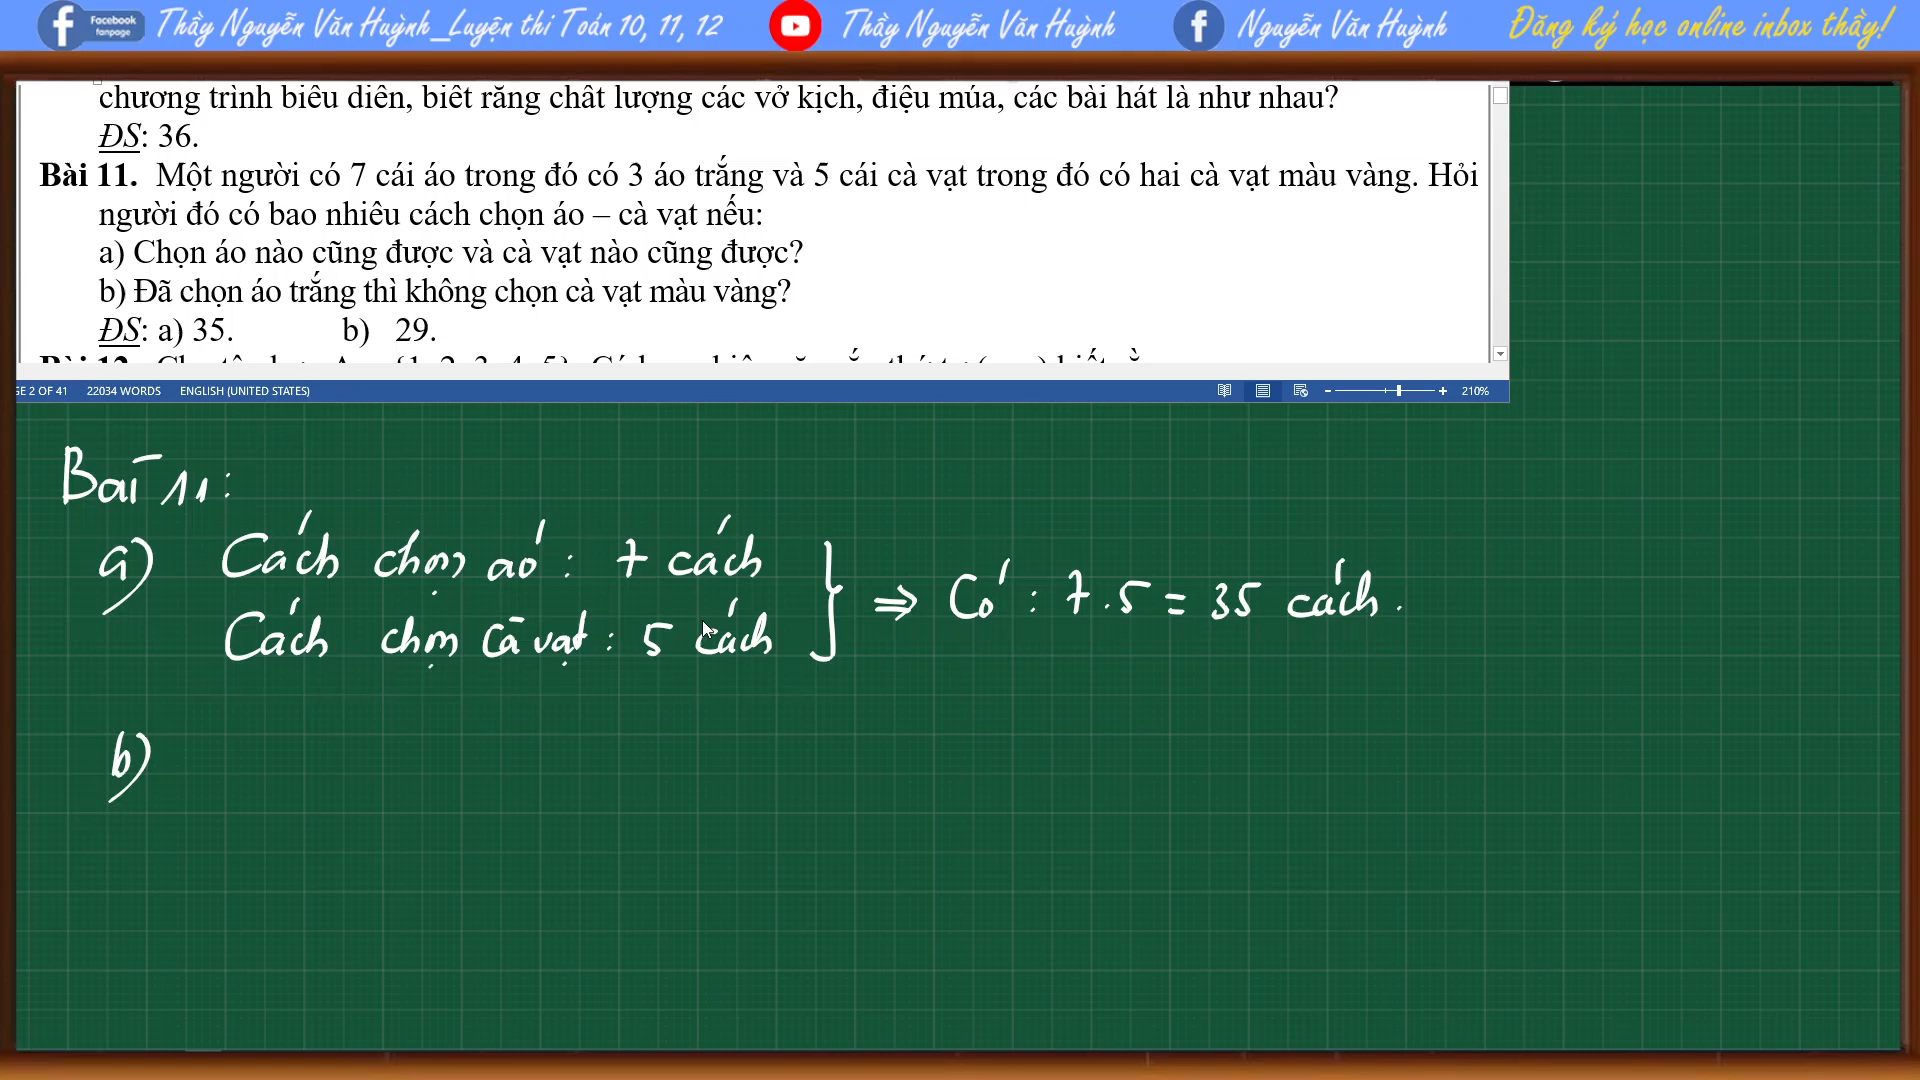 Facebook fanpage Thầy Nguyễn Văn Huỳnh_Luyện thi Toán 10, 11, 12 Thầy Nguyễn Văn Huỳnh f Nguyễn Văn Huỳnh Đăng ký học online inbox thầy!
chương trình biểu diễn, biết rằng chất lượng các vở kịch, điệu múa, các bài hát là như nhau?
ĐS: 36.
Bài 11. Một người có 7 cái áo trong đó có 3 áo trắng và 5 cái cà vạt trong đó có hai cà vạt màu vàng. Hỏi
người đó có bao nhiêu cách chọn áo – cà vạt nếu:
a) Chọn áo nào cũng được và cà vạt nào cũng được?
b) Đã chọn áo trắng thì không chọn cà vạt màu vàng?
ĐS: a) 35. b) 29.
GE 2 OF 41 22034 WORDS ENGLISH (UNITED STATES) 210%
Bài 11:
a) Cách chọn áo: 7 cách
Cách chọn cà vạt: 5 cách
⇒ Có: 7.5 = 35 cách.
b)